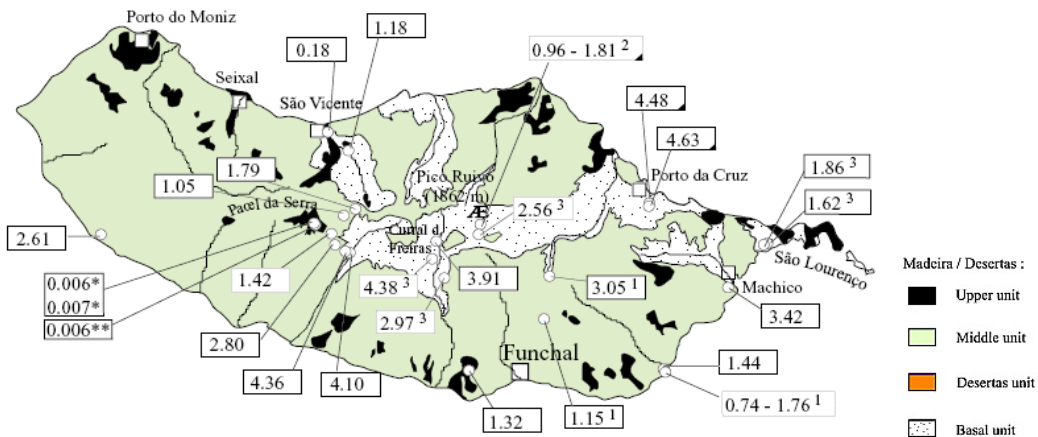 Porto do Moniz
1.18
0.18
0.96 - 1.81 2
Seixal
São Vicente
4.48
4.63
1.79
1.05
Pico Ruivo
(1862 m)
Æ
Porto da Cruz
1.86 3
1.62 3
Paúel da Serra
2.56 3
2.61
Curral d.
Freiras
São Lourenço
1.42
4.38 3
3.91
3.05 1
Machico
0.006*
0.007*
0.006**
2.97 3
3.42
2.80
Funchal
4.36
4.10
1.32
1.15 1
1.44
0.74 - 1.76 1
Madeira / Desertas :
Upper unit
Middle unit
Desertas unit
Basal unit